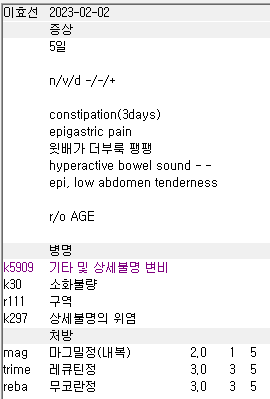 이효선 2023-02-02
증상
5일
n/v/d -/-/+
constipation(3days)
epigastric pain
윗배가 더부룩 팽팽
hyperactive bowel sound - -
epi, low abdomen tenderness
r/o AGE
병명
k5909 기타 및 상세불명 변비
k30 소화불량
r111 구역
k297 상세불명의 위염
처방
mag 마그밀정(내복) 2.0 1 5
trime 레큐틴정 3.0 3 5
reba 무코란정 3.0 3 5